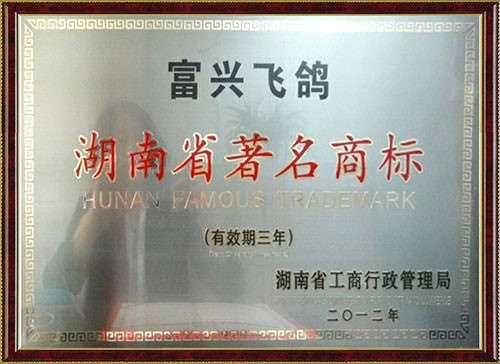 富兴飞鸽
湖南省著名商标
HUNAN FAMOUS TRADEMARK
(有效期三年)
湖南省工商行政管理局
二〇一二年